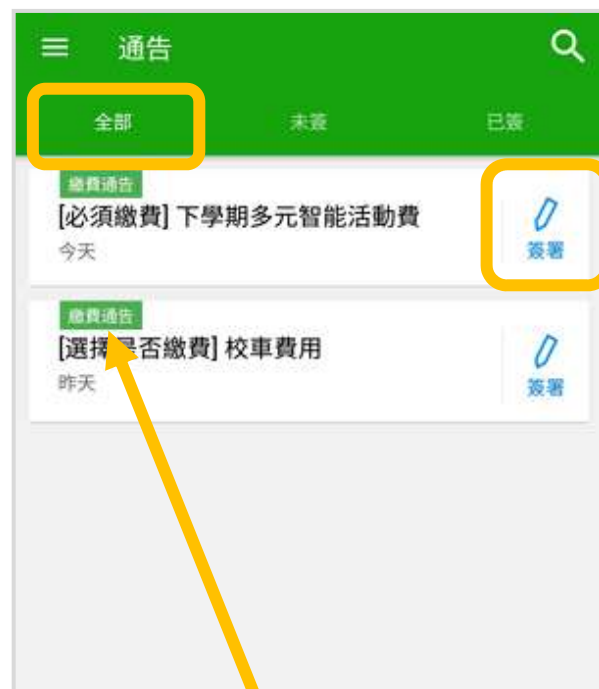 通告
全部 未簽 已簽
繳費通告
[必須繳費] 下學期多元智能活動費
今天
簽署
繳費通告
[選擇是否繳費] 校車費用
昨天
簽署